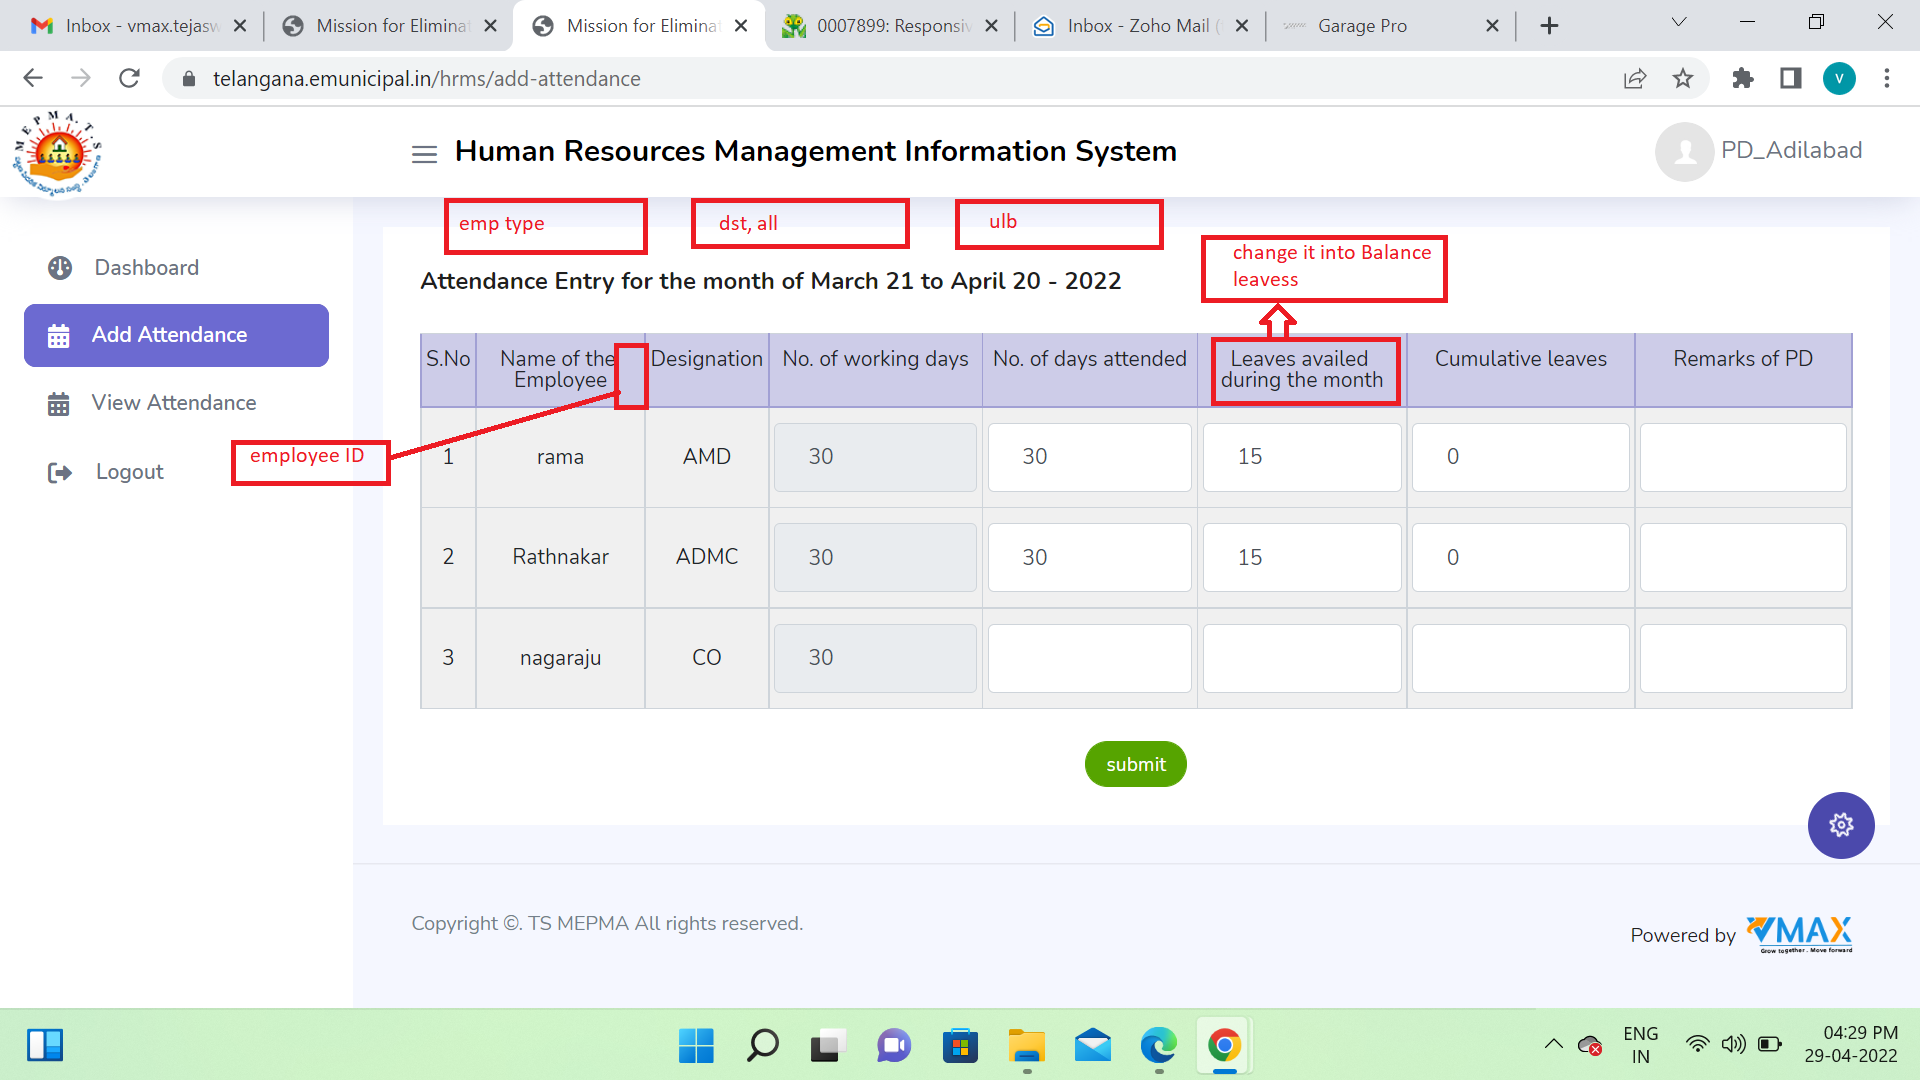 Inbox - vmax.tejasw
Mission for Eliminat
Mission for Eliminat
0007899: Responsiv
Inbox - Zoho Mail (
Garage Pro
telangana.emunicipal.in/hrms/add-attendance
V
M E P M A. T. S
Human Resources Management Information System
PD_Adilabad
emp type
dst, all
ulb
change it into Balance
leavess
Dashboard
Add Attendance
View Attendance
Logout
employee ID
Attendance Entry for the month of March 21 to April 20 - 2022
S.No
Name of the
Employee
Designation
No. of working days
No. of days attended
Leaves availed
during the month
Cumulative leaves
Remarks of PD
1 rama AMD 30 30 15 0
2 Rathnakar ADMC 30 30 15 0
3 nagaraju CO 30
submit
Copyright ©. TS MEPMA All rights reserved.
Powered by
VMAX
Grow together . Move forward
ENG
IN
04:29 PM
29-04-2022